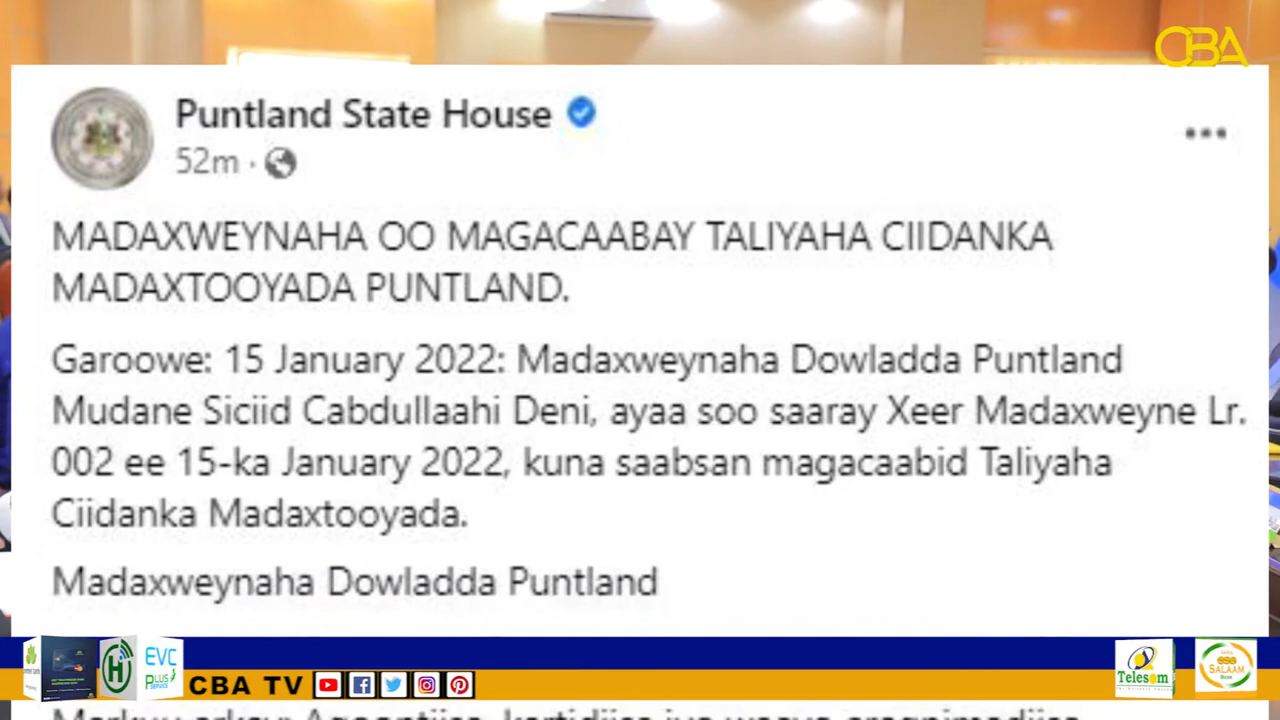 CBA
Puntland State House
52m ·
MADAXWEYNAHA OO MAGACAABAY TALIYAHA CIIDANKA
MADAXTOOYADA PUNTLAND.
Garoowe: 15 January 2022: Madaxweynaha Dowladda Puntland
Mudane Siciid Cabdullaahi Deni, ayaa soo saaray Xeer Madaxweyne Lr.
002 ee 15-ka January 2022, kuna saabsan magacaabid Taliyaha
Ciidanka Madaxtooyada.
Madaxweynaha Dowladda Puntland
EVC
PLUS
SERVICE
CBA TV
Telesom
SALAAM